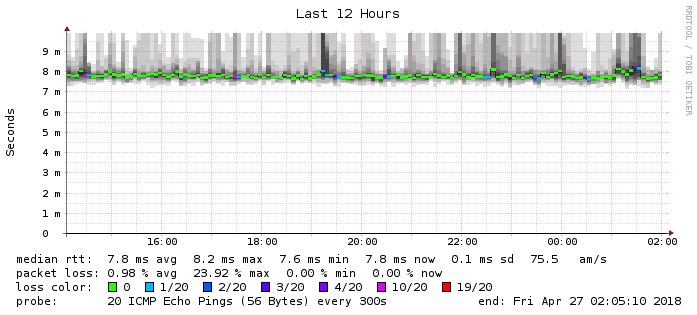 Last 12 Hours
RRDTOOL / TOBI OETIKER
Seconds
9 m
8 m
7 m
6 m
5 m
4 m
3 m
2 m
1 m
0
16:00 18:00 20:00 22:00 00:00 02:00
median rtt: 7.8 ms avg 8.2 ms max 7.6 ms min 7.8 ms now 0.1 ms sd 75.5 am/s
packet loss: 0.98 % avg 23.92 % max 0.00 % min 0.00 % now
loss color: 0 1/20 2/20 3/20 4/20 10/20 19/20
probe: 20 ICMP Echo Pings (56 Bytes) every 300s end: Fri Apr 27 02:05:10 2018